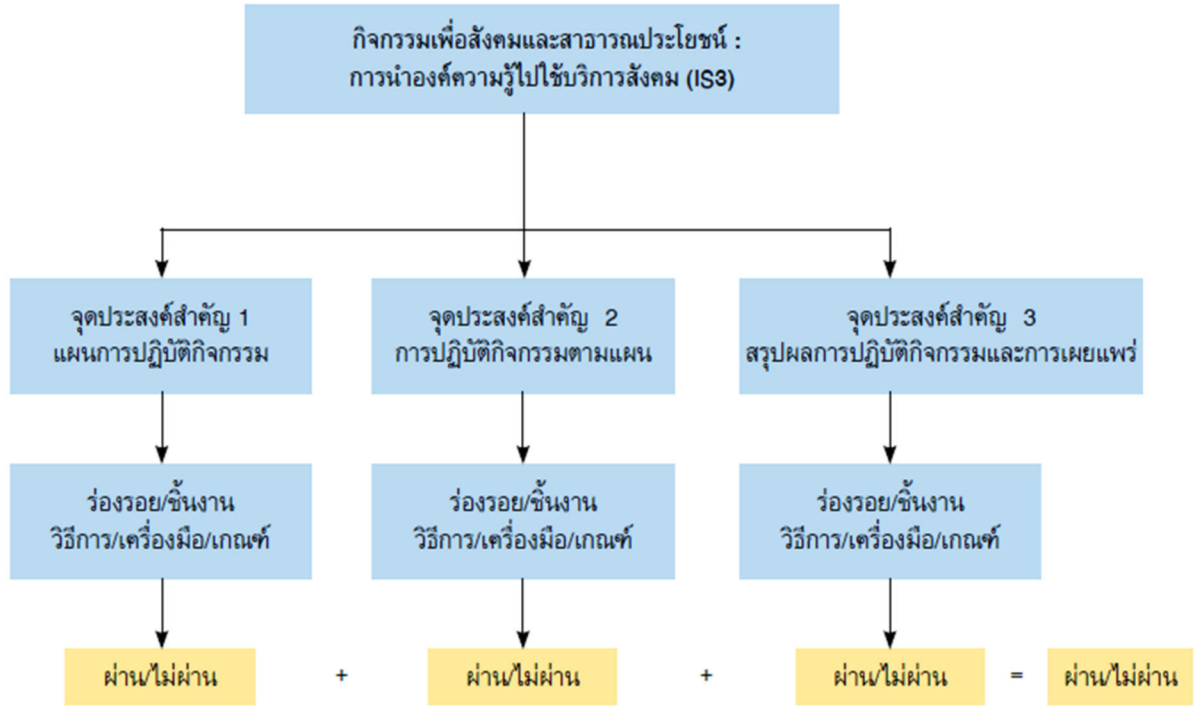 กิจกรรมเพื่อสังคมและสาธารณประโยชน์ :
การนำองค์ความรู้ไปใช้บริการสังคม (IS3)
จุดประสงค์สำคัญ 1
แผนการปฏิบัติกิจกรรม
จุดประสงค์สำคัญ 2
การปฏิบัติกิจกรรมตามแผน
จุดประสงค์สำคัญ 3
สรุปผลการปฏิบัติกิจกรรมและการเผยแพร่
ร่องรอย/ชิ้นงาน
วิธีการ/เครื่องมือ/เกณฑ์
ร่องรอย/ชิ้นงาน
วิธีการ/เครื่องมือ/เกณฑ์
ร่องรอย/ชิ้นงาน
วิธีการ/เครื่องมือ/เกณฑ์
ผ่าน/ไม่ผ่าน + ผ่าน/ไม่ผ่าน + ผ่าน/ไม่ผ่าน = ผ่าน/ไม่ผ่าน